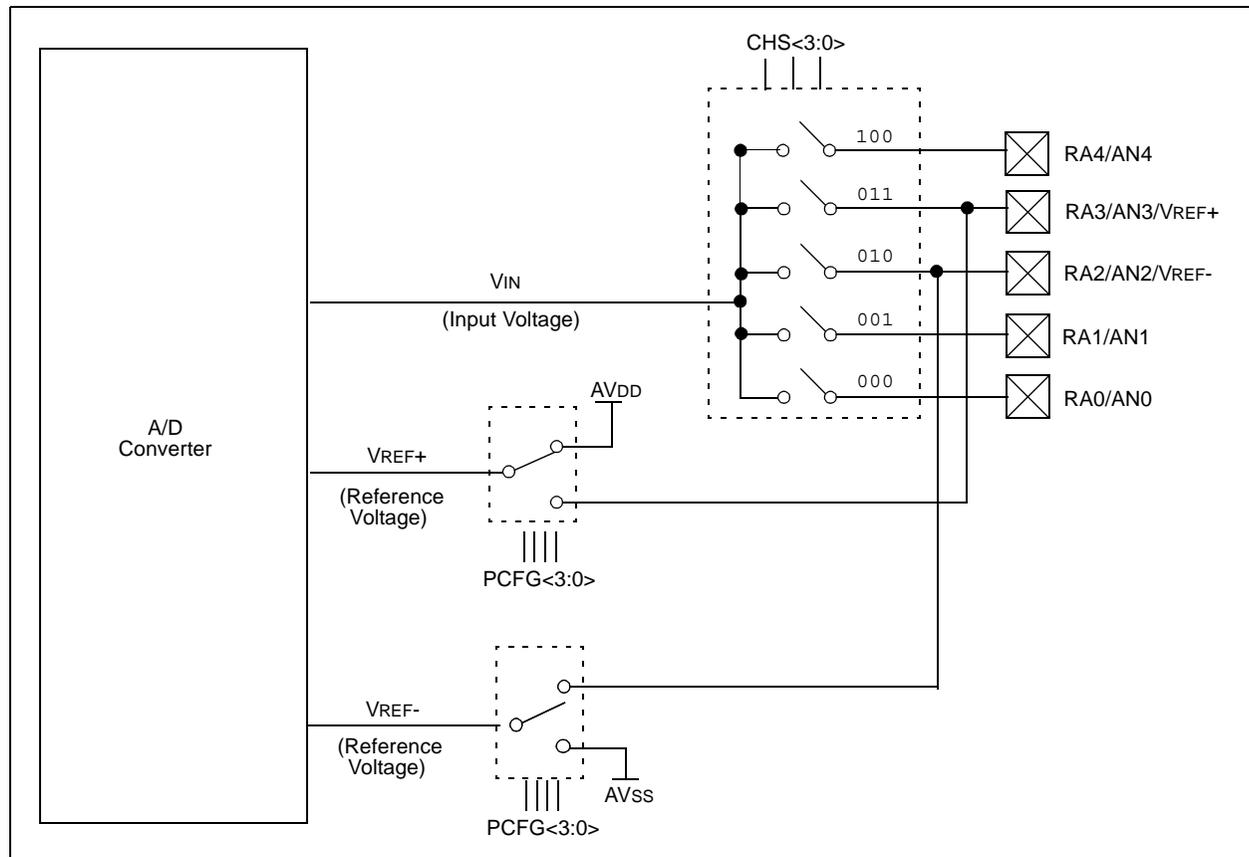 CHS<3:0>
100
RA4/AN4
011
RA3/AN3/VREF+
010
RA2/AN2/VREF-
VIN
(Input Voltage)
001
RA1/AN1
000
RA0/AN0
AVDD
A/D
Converter
VREF+
(Reference
Voltage)
PCFG<3:0>
VREF-
(Reference
Voltage)
AVSS
PCFG<3:0>